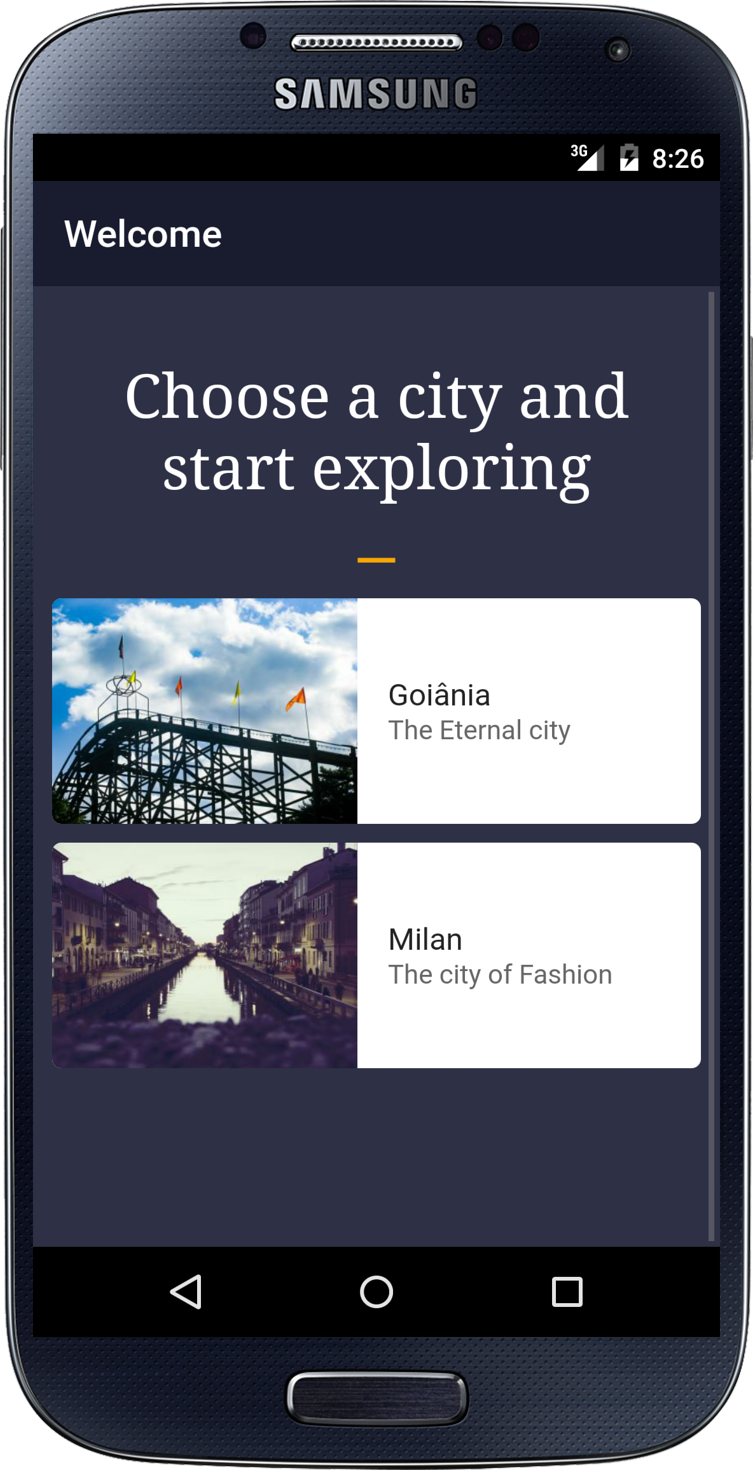 SAMSUNG
3G 8:26
Welcome
Choose a city and
start exploring
Goiânia
The Eternal city
Milan
The city of Fashion